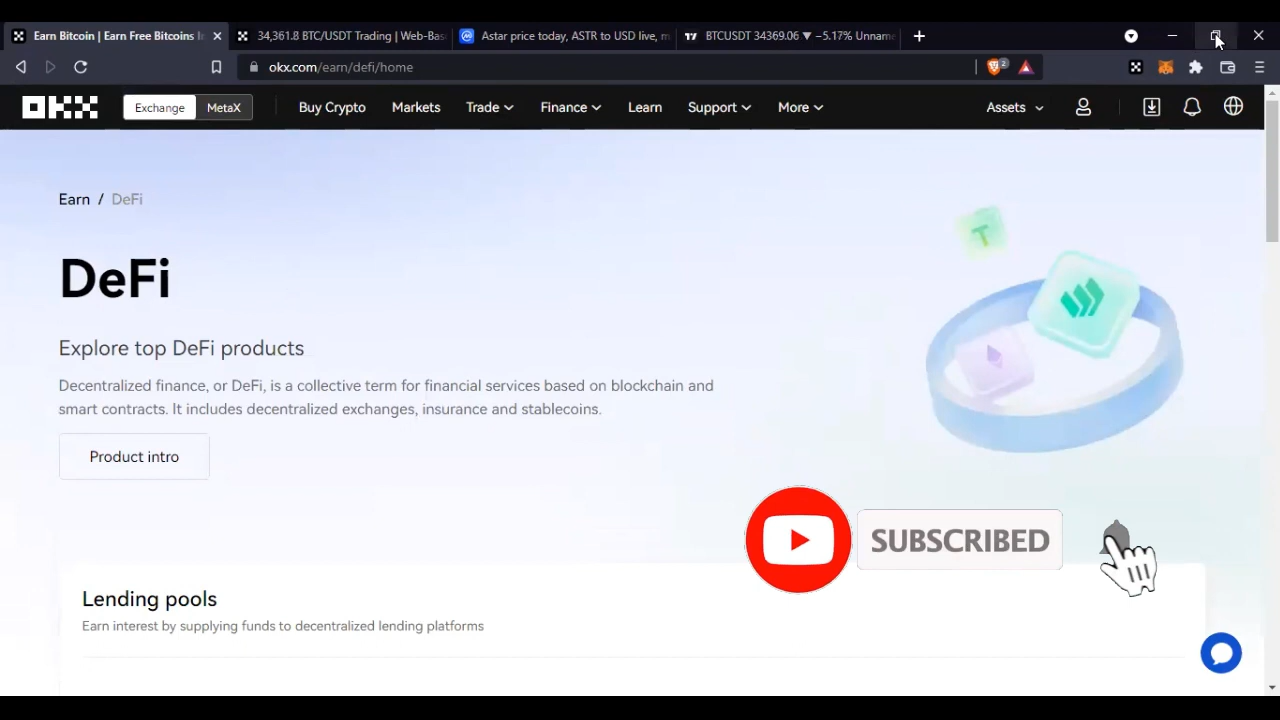 Earn Bitcoin | Earn Free Bitcoins I
34,361.8 BTC/USDT Trading | Web-Bas
Astar price today, ASTR to USD live, m
BTCUSDT 34369.06 ▼ −5.17% Unnam
okx.com/earn/defi/home
2
OKX
Exchange
MetaX
Buy Crypto
Markets
Trade
Finance
Learn
Support
More
Assets
Earn / DeFi
DeFi
Explore top DeFi products
Decentralized finance, or DeFi, is a collective term for financial services based on blockchain and
smart contracts. It includes decentralized exchanges, insurance and stablecoins.
Product intro
SUBSCRIBED
Lending pools
Earn interest by supplying funds to decentralized lending platforms